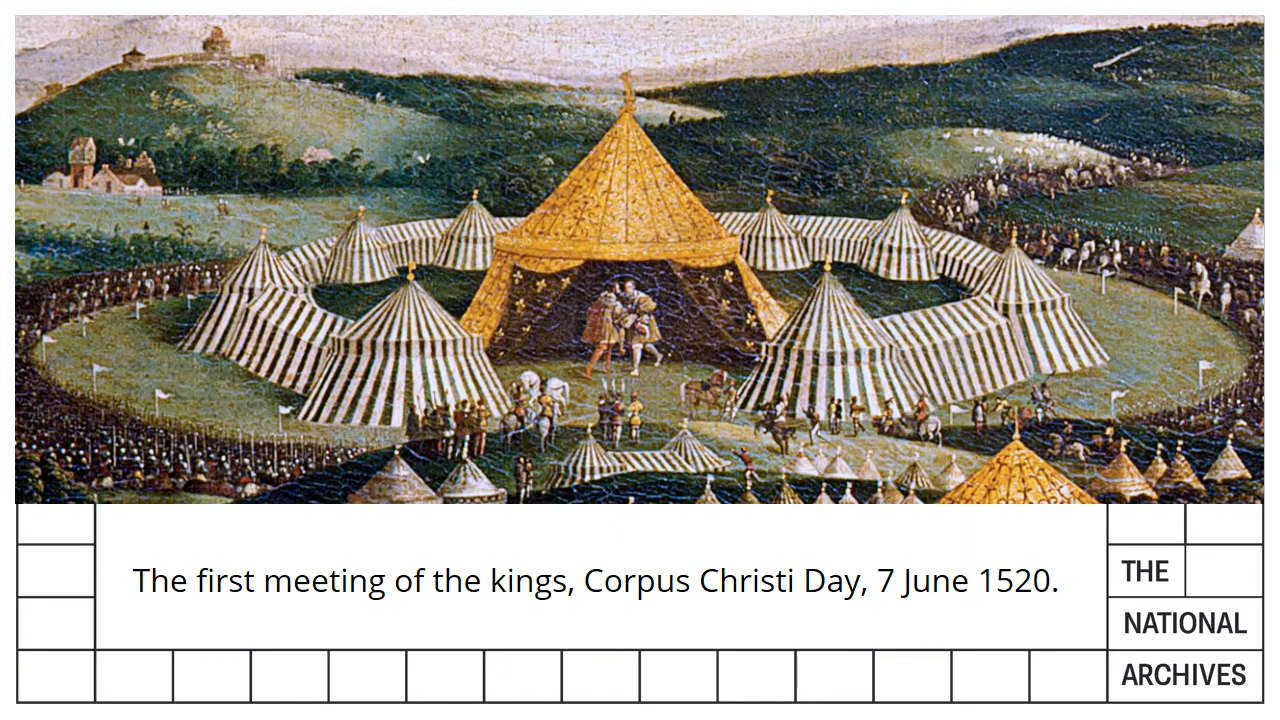 The first meeting of the kings, Corpus Christi Day, 7 June 1520.
THE
NATIONAL
ARCHIVES